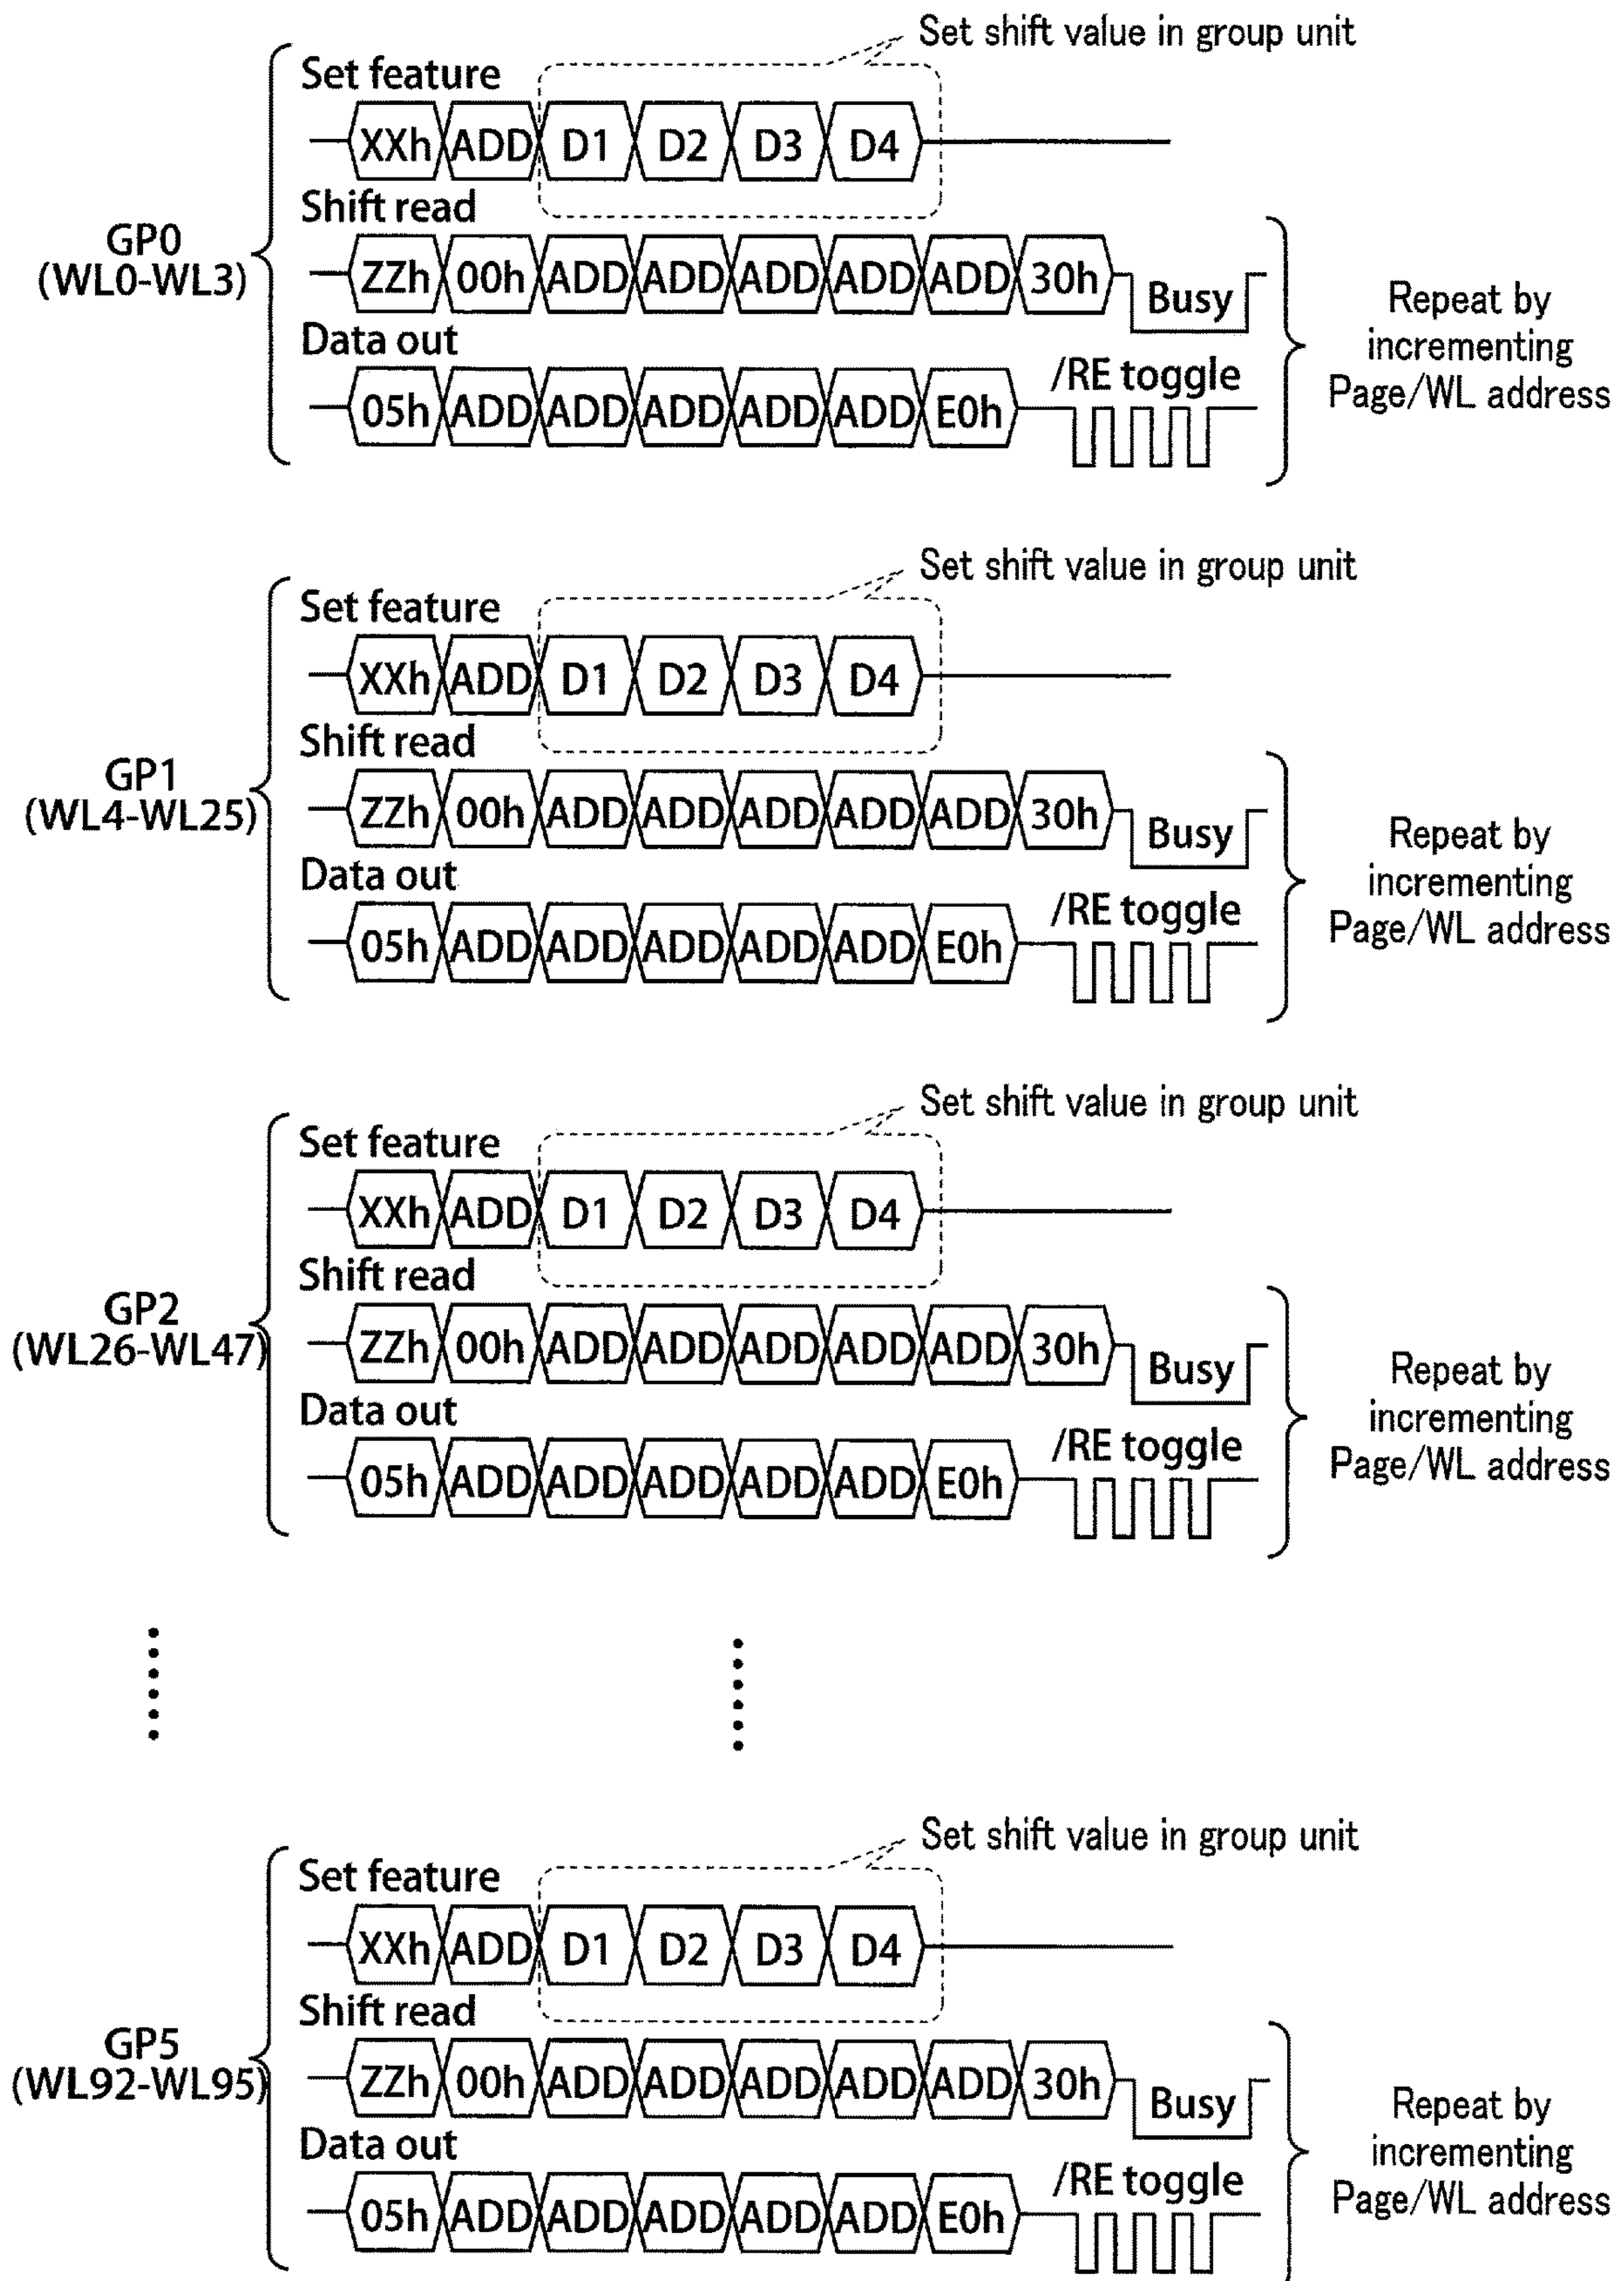 Set shift value in group unit
Set feature
XXh ADD D1 D2 D3 D4
Shift read
GP0
(WL0-WL3)
ZZh 00h ADD ADD ADD ADD ADD 30h
Busy
Repeat by
incrementing
Page/WL address
Data out
/RE toggle
05h ADD ADD ADD ADD ADD E0h
Set shift value in group unit
Set feature
XXh ADD D1 D2 D3 D4
Shift read
GP1
(WL4-WL25)
ZZh 00h ADD ADD ADD ADD ADD 30h
Busy
Repeat by
incrementing
Page/WL address
Data out
/RE toggle
05h ADD ADD ADD ADD ADD E0h
Set shift value in group unit
Set feature
XXh ADD D1 D2 D3 D4
Shift read
GP2
(WL26-WL47)
ZZh 00h ADD ADD ADD ADD ADD 30h
Busy
Repeat by
incrementing
Page/WL address
Data out
/RE toggle
05h ADD ADD ADD ADD ADD E0h
Set shift value in group unit
Set feature
XXh ADD D1 D2 D3 D4
Shift read
GP5
(WL92-WL95)
ZZh 00h ADD ADD ADD ADD ADD 30h
Busy
Repeat by
incrementing
Page/WL address
Data out
/RE toggle
05h ADD ADD ADD ADD ADD E0h